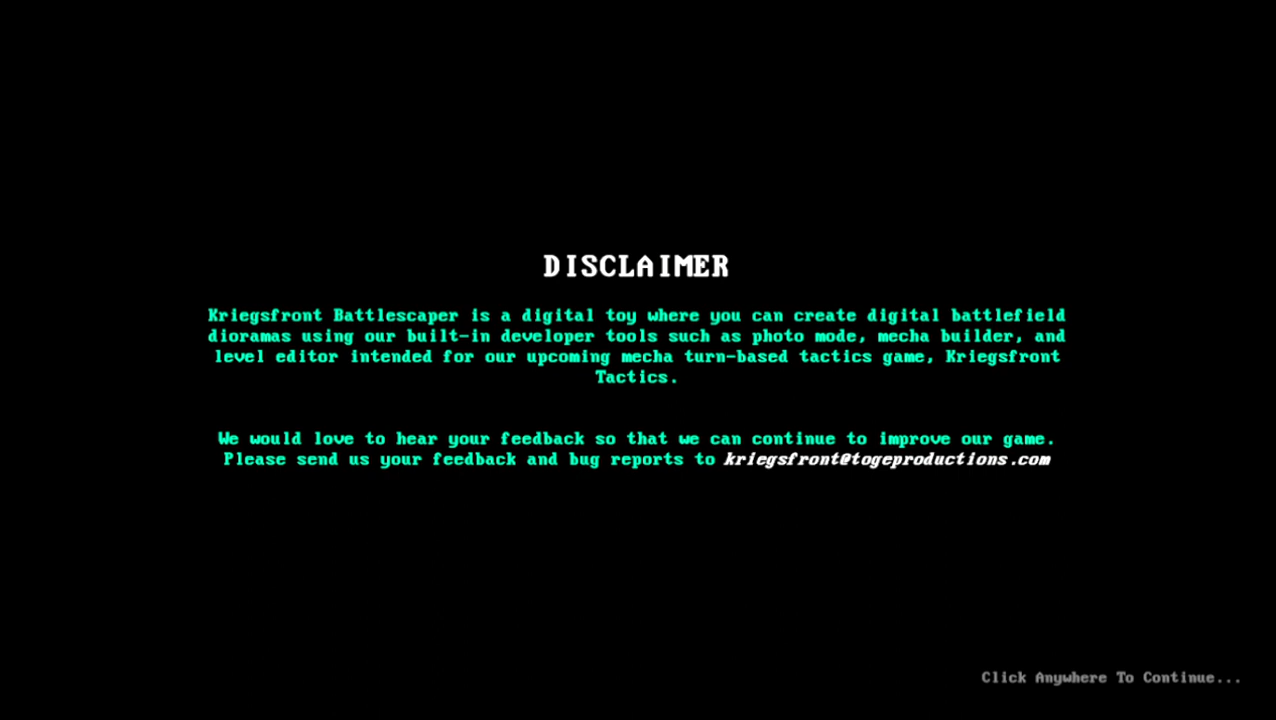 DISCLAIMER
Kriegsfront Battlescaper is a digital toy where you can create digital battlefield
dioramas using our built-in developer tools such as photo mode, mecha builder, and
level editor intended for our upcoming mecha turn-based tactics game, Kriegsfront
Tactics.
We would love to hear your feedback so that we can continue to improve our game.
Please send us your feedback and bug reports to kriegsfront@togeproductions.com
Click Anywhere To Continue...